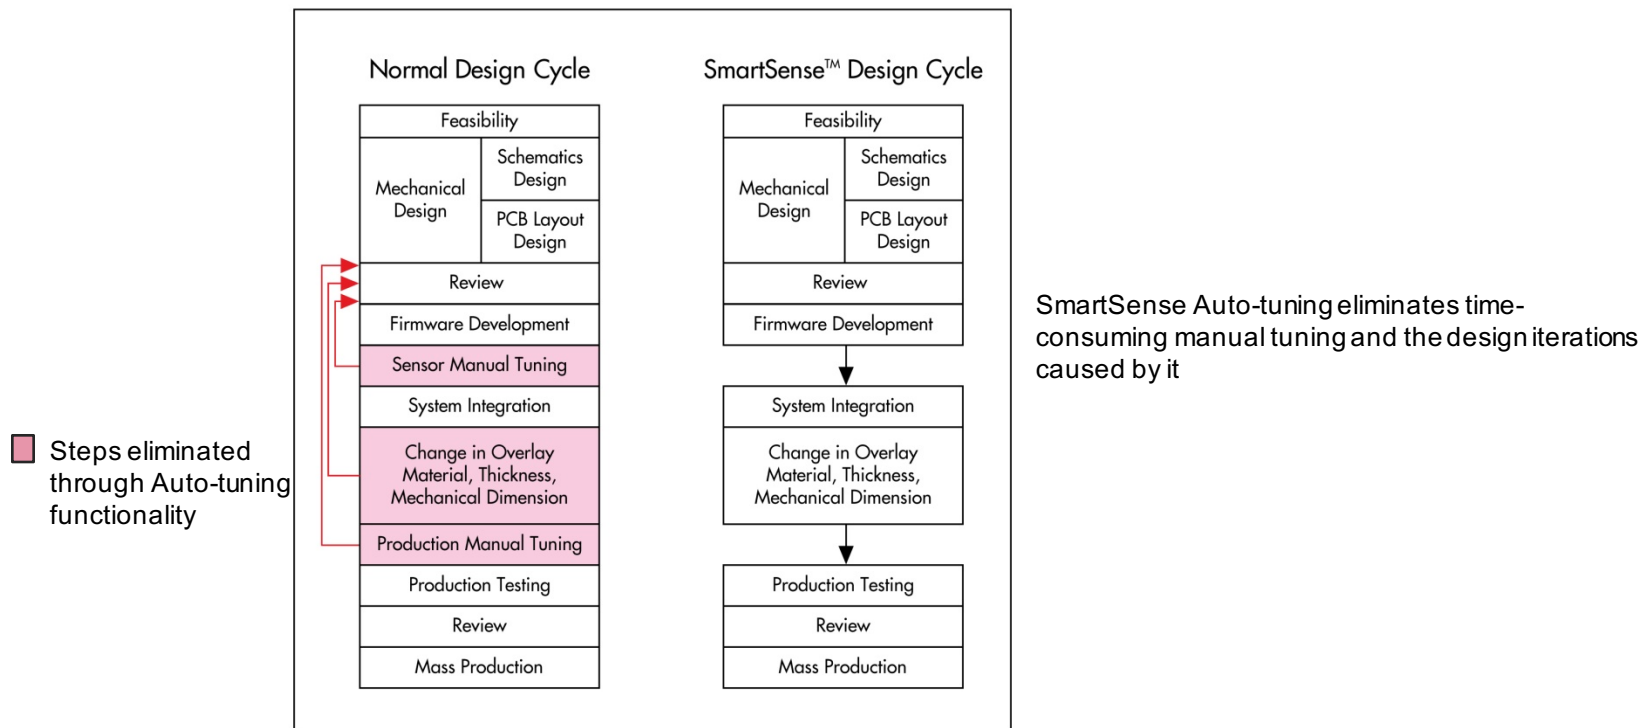 Normal Design Cycle
Feasibility
Mechanical
Design
Schematics
Design
PCB Layout
Design
Review
Firmware Development
Sensor Manual Tuning
System Integration
Change in Overlay
Material, Thickness,
Mechanical Dimension
Production Manual Tuning
Production Testing
Review
Mass Production
SmartSense™ Design Cycle
Feasibility
Mechanical
Design
Schematics
Design
PCB Layout
Design
Review
Firmware Development
System Integration
Change in Overlay
Material, Thickness,
Mechanical Dimension
Production Testing
Review
Mass Production
Steps eliminated
through Auto-tuning
functionality
SmartSense Auto-tuning eliminates time-
consuming manual tuning and the design iterations
caused by it